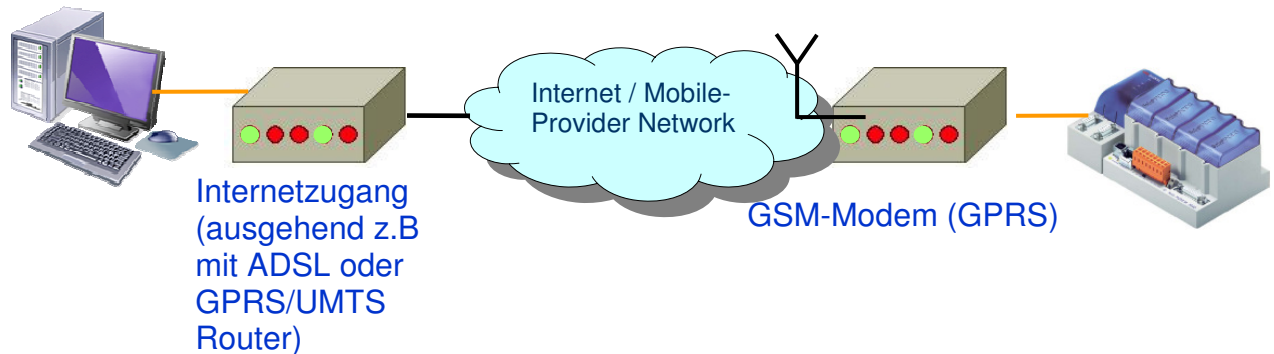 Internet / Mobile-
Provider Network
Internetzugang
(ausgehend z.B
mit ADSL oder
GPRS/UMTS
Router)
GSM-Modem (GPRS)